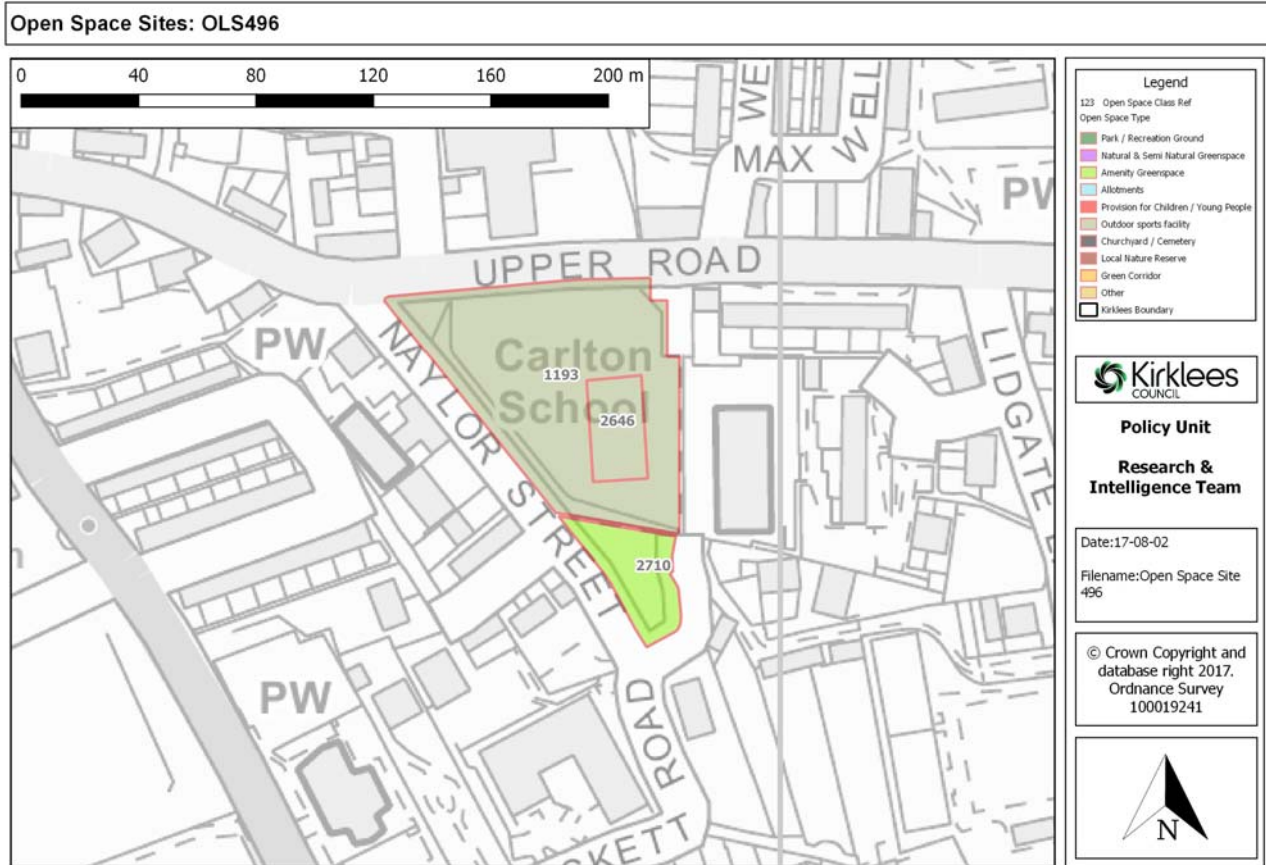 Open Space Sites: OLS496
0 40 80 120 160 200 m
WE
WELL
MAX
PW
UPPER ROAD
PW
NAYLOR STREET
Carlton
School
1193
2646
LIDGATE
2710
PW
ROAD
CKETT
Legend
123 Open Space Class Ref
Open Space Type
Park / Recreation Ground
Natural & Semi Natural Greenspace
Amenity Greenspace
Allotments
Provision for Children / Young People
Outdoor sports facility
Churchyard / Cemetery
Local Nature Reserve
Green Corridor
Other
Kirklees Boundary
Kirklees
COUNCIL
Policy Unit
Research &
Intelligence Team
Date:17-08-02
Filename:Open Space Site
496
© Crown Copyright and
database right 2017.
Ordnance Survey
100019241
N